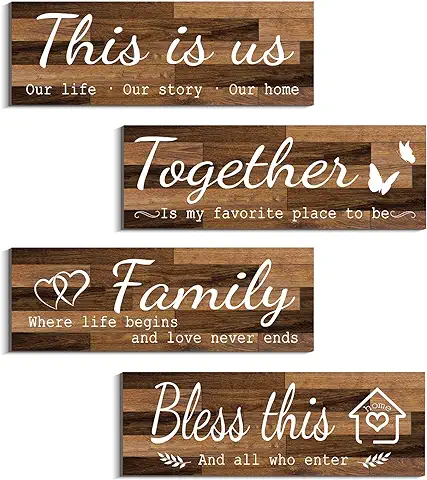 This is us
Our life · Our story · Our home
Together
Is my favorite place to be
Family
Where life begins
and love never ends
Bless this
home
And all who enter